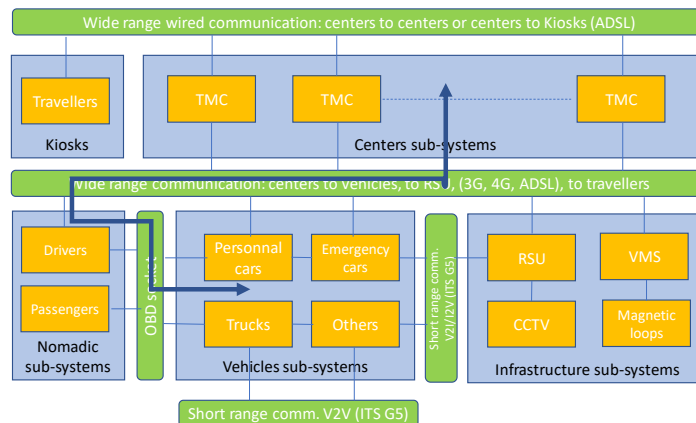 Wide range wired communication: centers to centers or centers to Kiosks (ADSL)
Travellers
Kiosks
TMC
TMC
TMC
Centers sub-systems
Wide range communication: centers to vehicles, to RSU, (3G, 4G, ADSL), to travellers
Drivers
Passengers
Nomadic
sub-systems
OBD socket
Personnal
cars
Emergency
cars
Trucks
Others
Vehicles sub-systems
Short range comm.
V2I/I2V (ITS G5)
RSU
VMS
CCTV
Magnetic
loops
Infrastructure sub-systems
Short range comm. V2V (ITS G5)